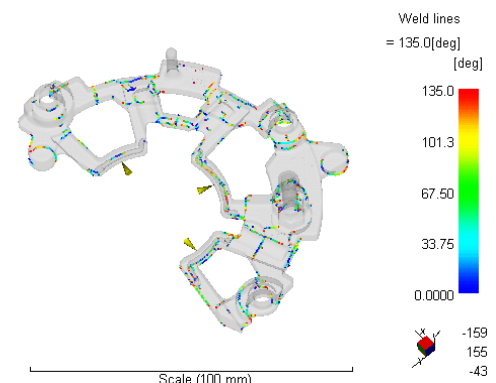 Weld lines
= 135.0[deg]
[deg]
135.0
101.3
67.50
33.75
0.0000
-159
155
-43
Scale (100 mm)